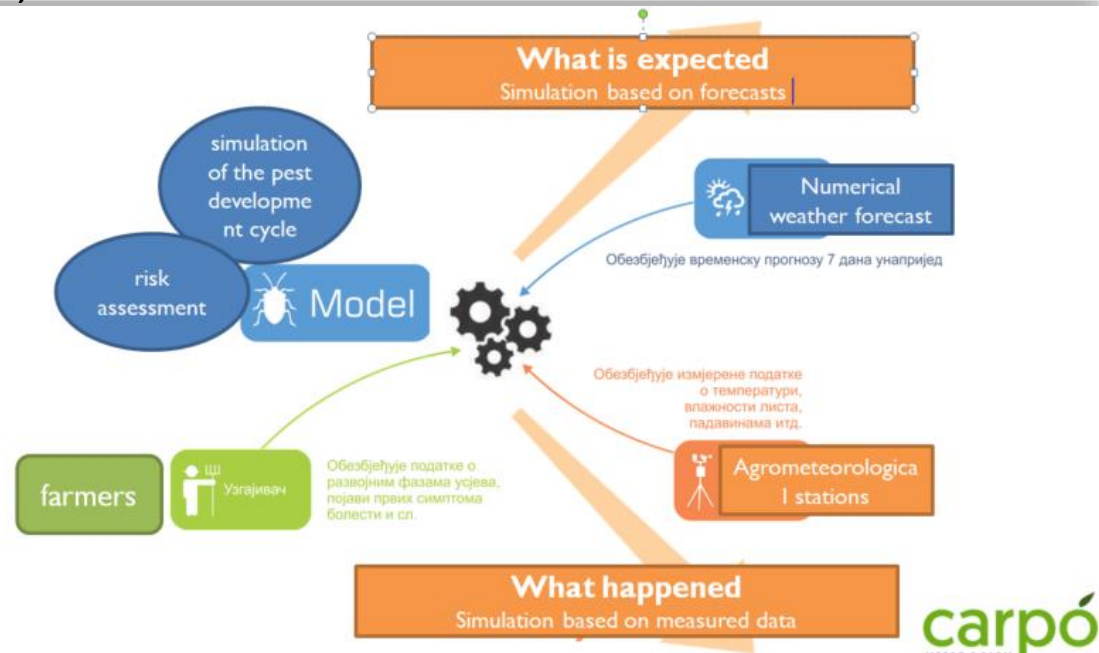 What is expected
Simulation based on forecasts
simulation
of the pest
developme
nt cycle
Numerical
weather forecast
Обезбјеђује временску прогнозу 7 дана унапријед
risk
assessment
Model
Обезбјеђује измјерене податке
о температури,
влажности листа,
падавинама итд.
farmers
Узгајивач
Обезбјеђује податке о
развојним фазама усјева,
појави првих симптома
болести и сл.
Agrometeorologica
l stations
What happened
Simulation based on measured data
carpó